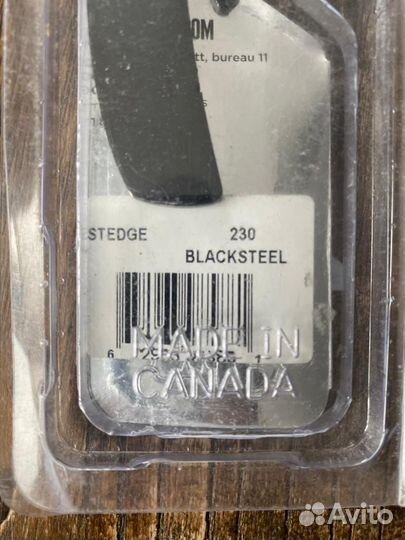 OM
tt, bureau 11
STEDGE 230
BLACKSTEEL
MADE IN
CANADA
Avito